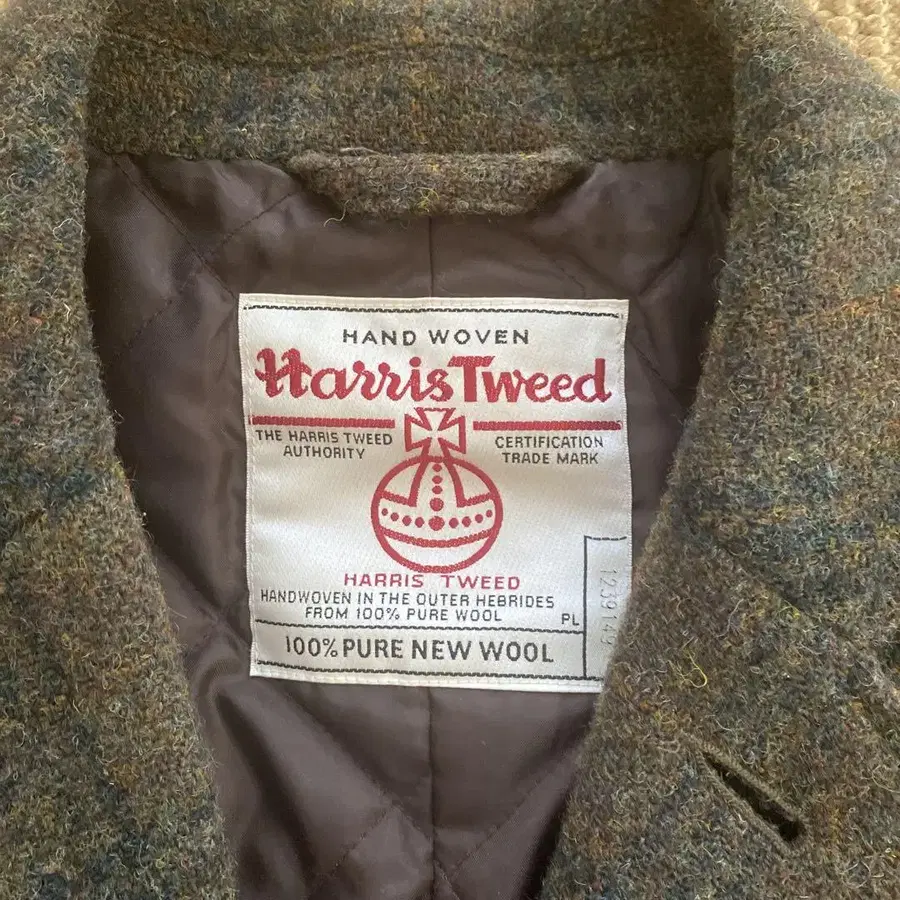 HAND WOVEN
Harris Tweed
THE HARRIS TWEED AUTHORITY
CERTIFICATION TRADE MARK
HARRIS TWEED
HANDWOVEN IN THE OUTER HEBRIDES
FROM 100% PURE WOOL
PL
100% PURE NEW WOOL